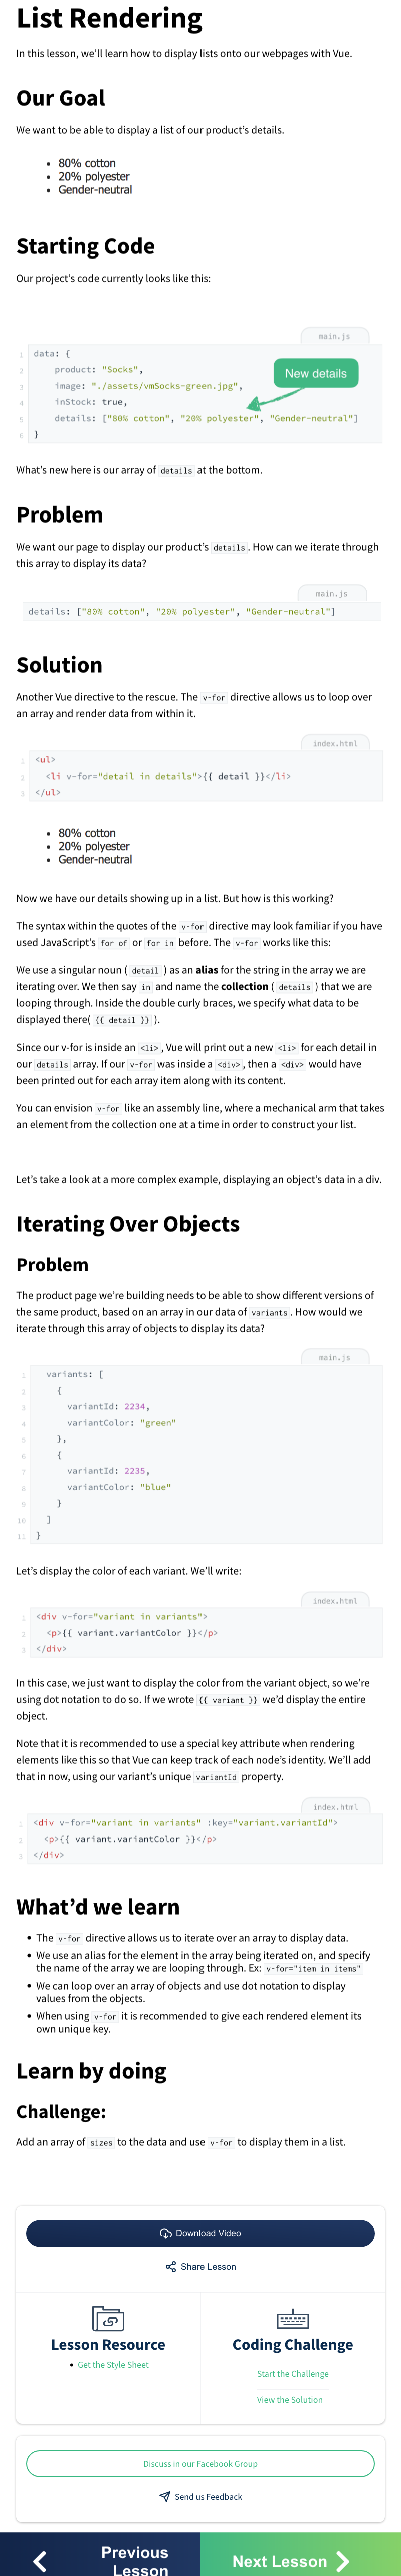 List Rendering
In this lesson, we'll learn how to display lists onto our webpages with Vue.
Our Goal
We want to be able to display a list of our product's details.
• 80% cotton
• 20% polyester
• Gender-neutral
Starting Code
Our project's code currently looks like this:
main.js
1 data: {
2 product: "Socks",
3 image: "./assets/vmSocks-green.jpg",
4 inStock: true,
5 details: ["80% cotton", "20% polyester", "Gender-neutral"]
6 }
New details
What's new here is our array of details at the bottom.
Problem
We want our page to display our product's details. How can we iterate through
this array to display its data?
main.js
details: ["80% cotton", "20% polyester", "Gender-neutral"]
Solution
Another Vue directive to the rescue. The v-for directive allows us to loop over
an array and render data from within it.
index.html
1 <ul>
2 <li v-for="detail in details">{{ detail }}</li>
3 </ul>
• 80% cotton
• 20% polyester
• Gender-neutral
Now we have our details showing up in a list. But how is this working?
The syntax within the quotes of the v-for directive may look familiar if you have
used JavaScript's for of or for in before. The v-for works like this:
We use a singular noun ( detail ) as an alias for the string in the array we are
iterating over. We then say in and name the collection ( details ) that we are
looping through. Inside the double curly braces, we specify what data to be
displayed there( {{ detail }} ).
Since our v-for is inside an <li>, Vue will print out a new <li> for each detail in
our details array. If our v-for was inside a <div>, then a <div> would have
been printed out for each array item along with its content.
You can envision v-for like an assembly line, where a mechanical arm that takes
an element from the collection one at a time in order to construct your list.
Let's take a look at a more complex example, displaying an object's data in a div.
Iterating Over Objects
Problem
The product page we're building needs to be able to show different versions of
the same product, based on an array in our data of variants. How would we
iterate through this array of objects to display its data?
main.js
1 variants: [
2 {
3 variantId: 2234,
4 variantColor: "green"
5 },
6 {
7 variantId: 2235,
8 variantColor: "blue"
9 }
10 ]
11 }
Let's display the color of each variant. We'll write:
index.html
1 <div v-for="variant in variants">
2 <p>{{ variant.variantColor }}</p>
3 </div>
In this case, we just want to display the color from the variant object, so we're
using dot notation to do so. If we wrote {{ variant }} we'd display the entire
object.
Note that it is recommended to use a special key attribute when rendering
elements like this so that Vue can keep track of each node's identity. We'll add
that in now, using our variant's unique variantId property.
index.html
1 <div v-for="variant in variants" :key="variant.variantId">
2 <p>{{ variant.variantColor }}</p>
3 </div>
What'd we learn
• The v-for directive allows us to iterate over an array to display data.
• We use an alias for the element in the array being iterated on, and specify
the name of the array we are looping through. Ex: v-for="item in items"
• We can loop over an array of objects and use dot notation to display
values from the objects.
• When using v-for it is recommended to give each rendered element its
own unique key.
Learn by doing
Challenge:
Add an array of sizes to the data and use v-for to display them in a list.
Download Video
Share Lesson
Lesson Resource
• Get the Style Sheet
Coding Challenge
Start the Challenge
View the Solution
Discuss in our Facebook Group
Send us Feedback
Previous
Lesson
Next Lesson